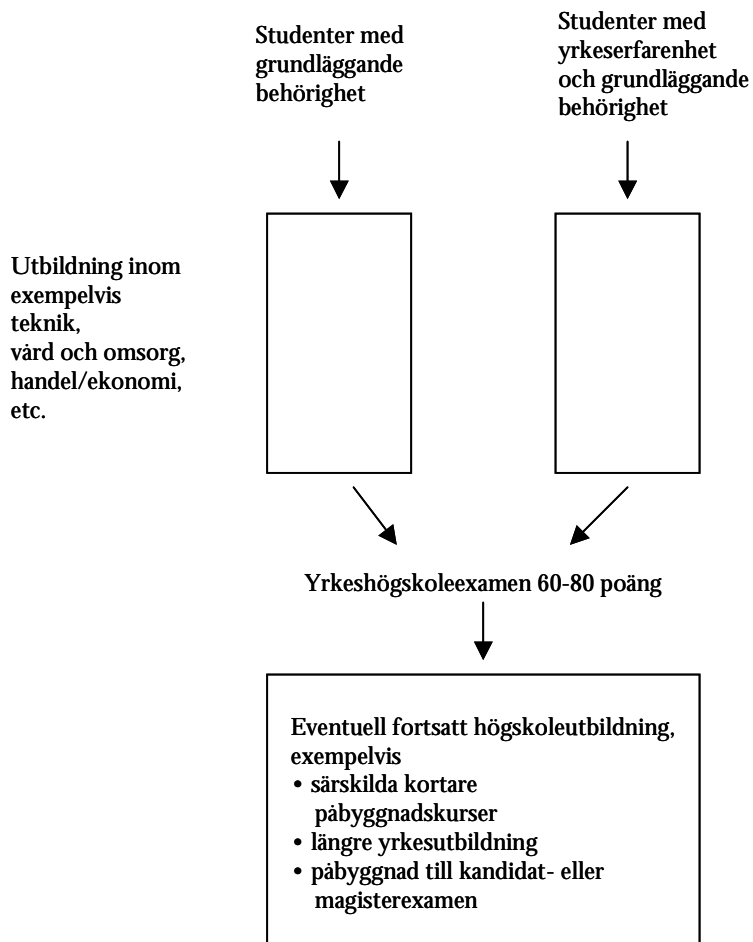 Studenter med
grundläggande
behörighet
Studenter med
yrkeserfarenhet
och grundläggande
behörighet
Utbildning inom
exempelvis
teknik,
vård och omsorg,
handel/ekonomi,
etc.
Yrkeshögskoleexamen 60-80 poäng
Eventuell fortsatt högskoleutbildning,
exempelvis
• särskilda kortare
påbyggnadskurser
• längre yrkesutbildning
• påbyggnad till kandidat- eller
magisterexamen